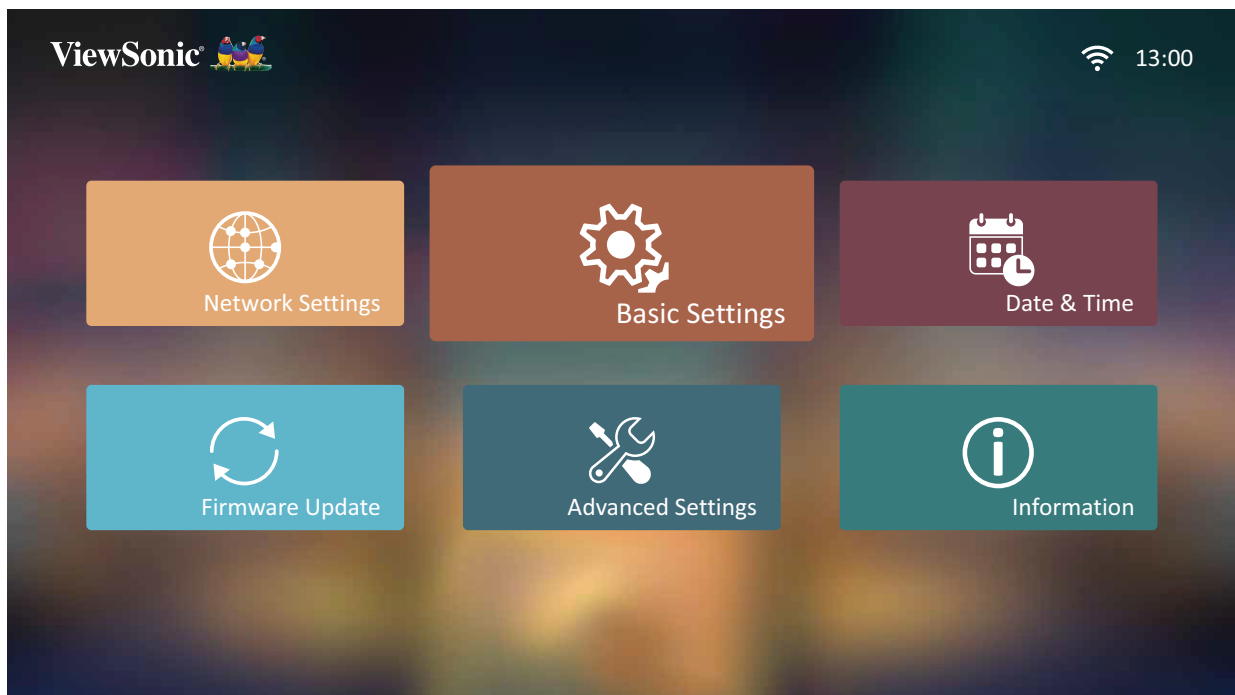 ViewSonic®
13:00
Network Settings
Basic Settings
Date & Time
Firmware Update
Advanced Settings
Information